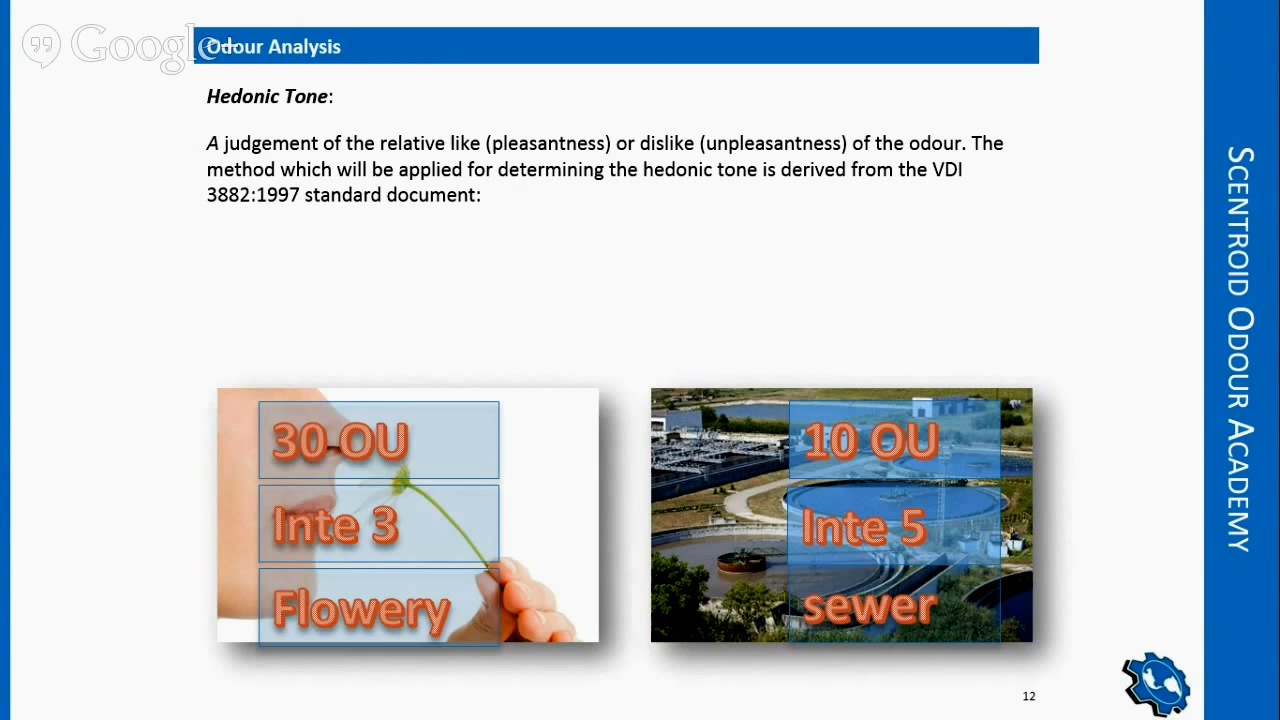 Google+
Odour Analysis
Hedonic Tone:
A judgement of the relative like (pleasantness) or dislike (unpleasantness) of the odour. The
method which will be applied for determining the hedonic tone is derived from the VDI
3882:1997 standard document:
30 OU
Inte 3
Flowery
10 OU
Inte 5
sewer
12
SCENTROID ODOUR ACADEMY